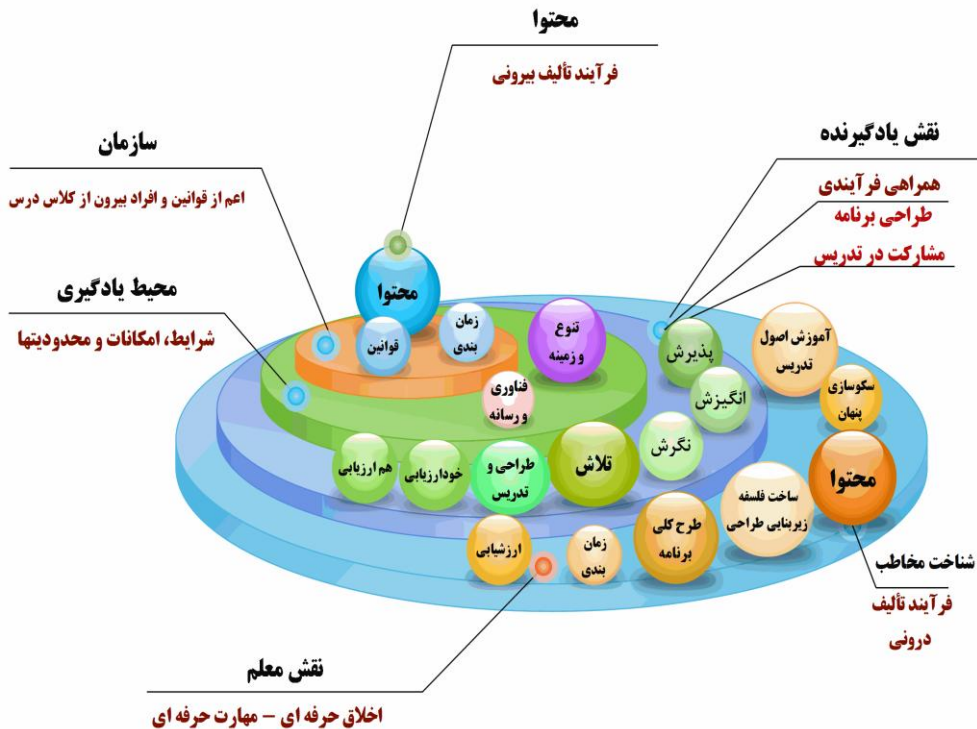 محتوا
فرآیند تألیف بیرونی
نقش یادگیرنده
همراهی فرآیندی
طراحی برنامه
مشارکت در تدریس
سازمان
اعم از قوانین و افراد بیرون از کلاس درس
محیط یادگیری
شرایط، امکانات و محدودیتها
محتوا
قوانین
زمان
بندی
تنوع
و زمینه
فناوری
و رسانه
پذیرش
انگیزش
نگرش
تلاش
طراحی و
تدریس
خودارزیابی
هم ارزیابی
آموزش اصول
تدریس
سکوسازی
پنهان
محتوا
ساخت فلسفه
زیربنایی طراحی
طرح کلی
برنامه
زمان
بندی
ارزشیابی
شناخت مخاطب
فرآیند تألیف
درونی
نقش معلم
اخلاق حرفه ای – مهارت حرفه ای